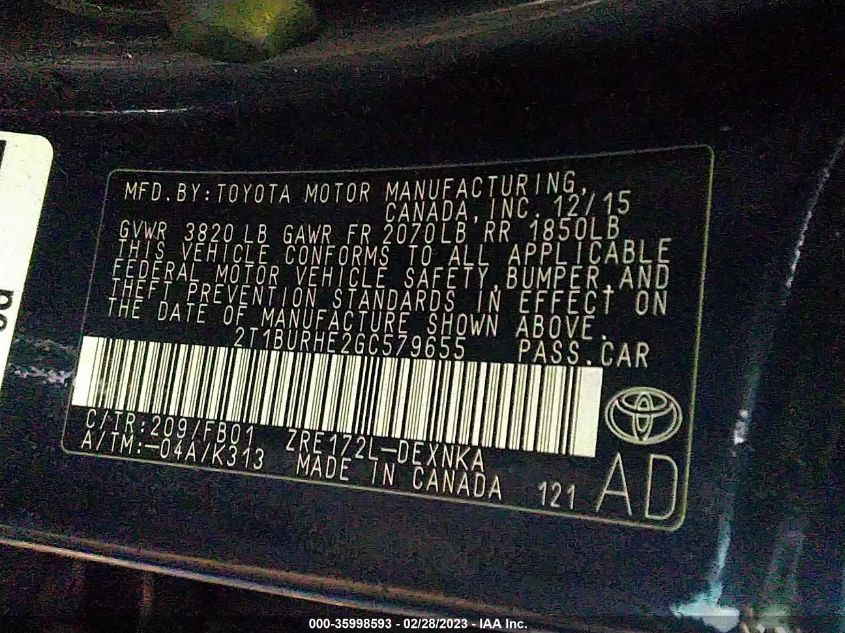 MFD.BY:TOYOTA MOTOR MANUFACTURING,
CANADA, INC. 12/15
GVWR 3820 LB GAWR FR 2070LB RR 1850LB
THIS VEHICLE CONFORMS TO ALL APPLICABLE
FEDERAL MOTOR VEHICLE SAFETY,BUMPER,AND
THEFT PREVENTION STANDARDS IN EFFECT ON
THE DATE OF MANUFACTURE SHOWN ABOVE.
2T1BURHE2GC579655 PASS.CAR
C/TR:209/FB01 ZRE172L-DEXNKA
A/TM:-04A/K313 MADE IN CANADA 121 AD
000-35998593 - 02/28/2023 - IAA Inc.